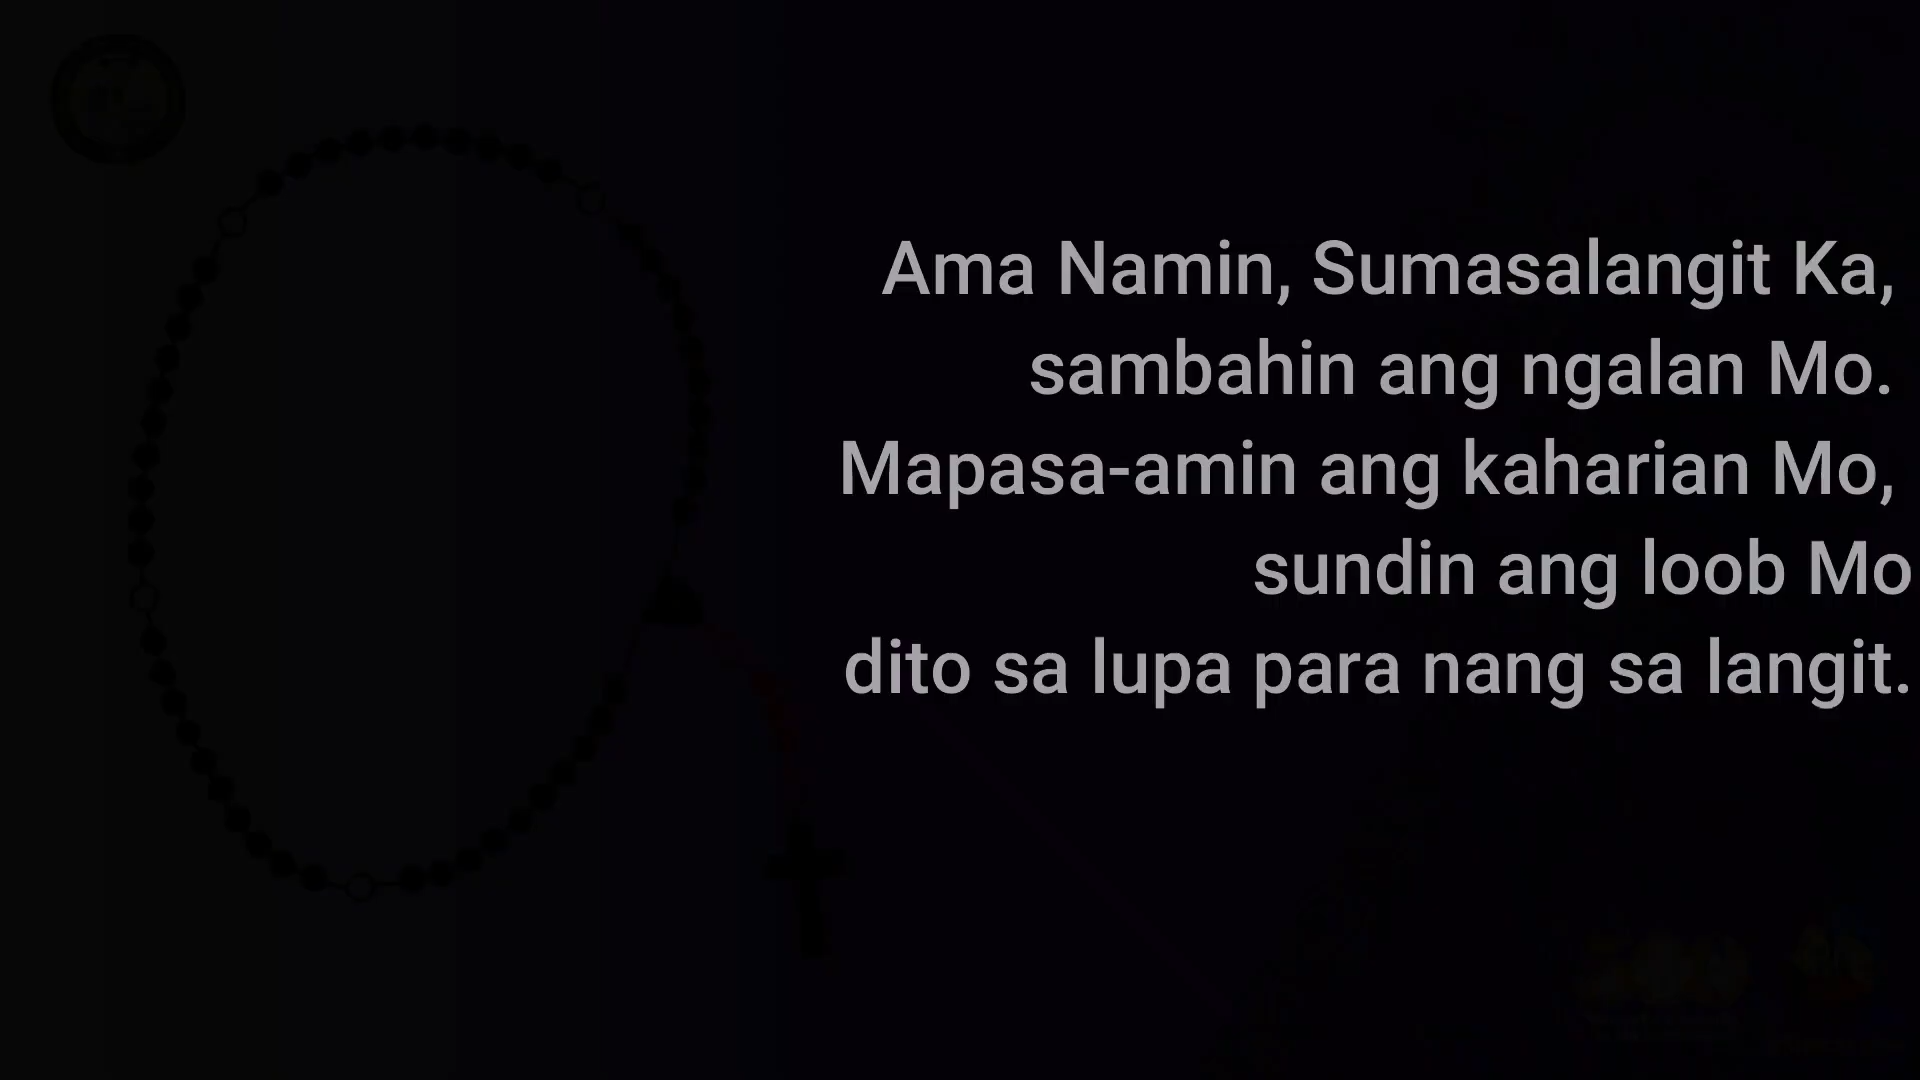 Ama Namin, Sumasalangit Ka,
sambahin ang ngalan Mo.
Mapasa-amin ang kaharian Mo,
sundin ang loob Mo
dito sa lupa para nang sa langit.